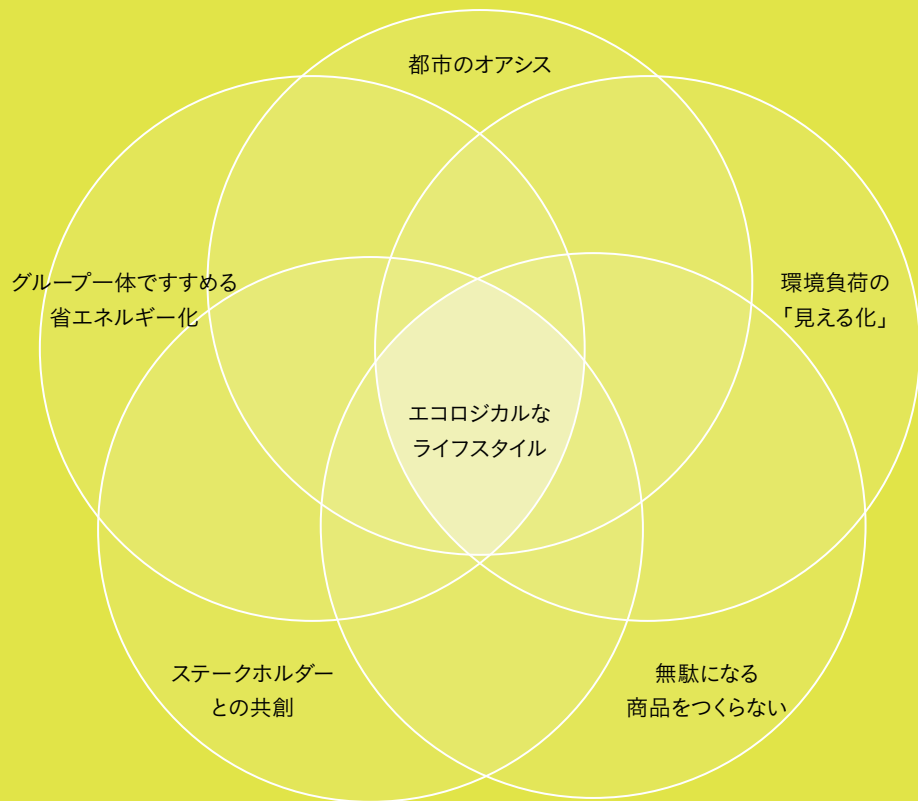 都市のオアシス
グループ一体ですすめる
省エネルギー化
環境負荷の
「見える化」
エコロジカルな
ライフスタイル
ステークホルダー
との共創
無駄になる
商品をつくらない